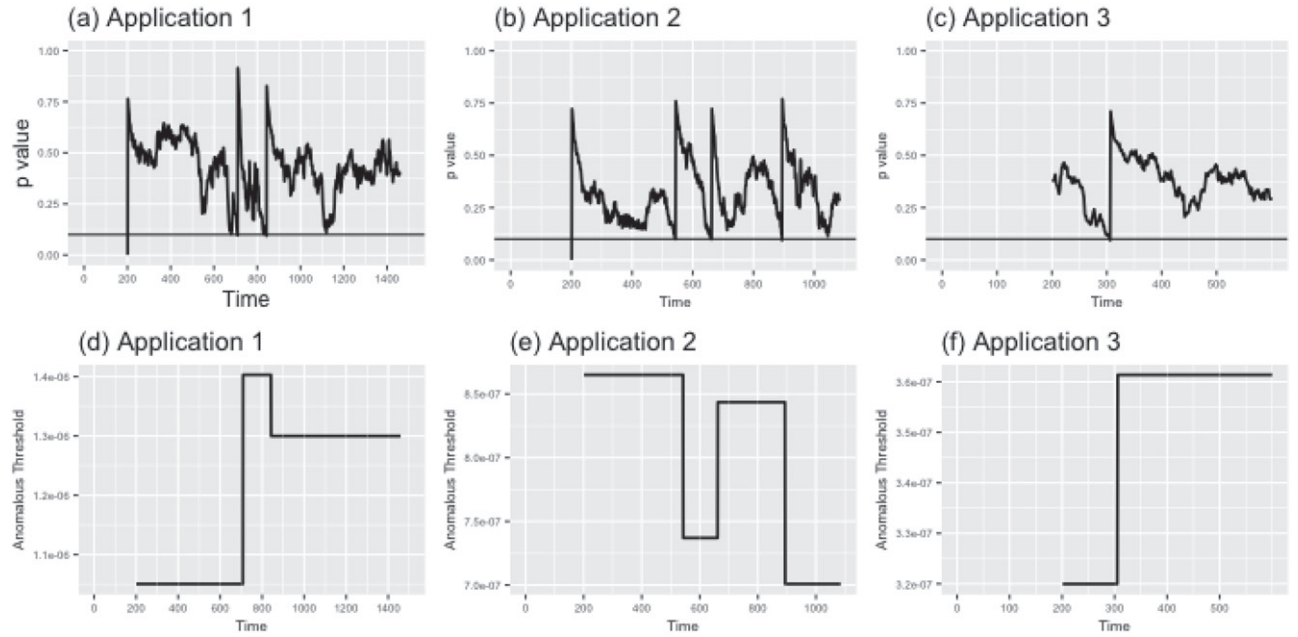 (a) Application 1
(b) Application 2
(c) Application 3
1.00
0.75
0.50
0.25
0.00
p value
0 200 400 600 800 1000 1200 1400
Time
1.00
0.75
0.50
0.25
0.00
p value
0 200 400 600 800 1000
Time
1.00
0.75
0.50
0.25
0.00
p value
0 100 200 300 400 500
Time
(d) Application 1
(e) Application 2
(f) Application 3
1.4e-06
1.3e-06
1.2e-06
1.1e-06
Anomalous Threshold
0 200 400 600 800 1000 1200 1400
Time
8.5e-07
8.0e-07
7.5e-07
7.0e-07
Anomalous Threshold
0 200 400 600 800 1000
Time
3.6e-07
3.5e-07
3.4e-07
3.3e-07
3.2e-07
Anomalous Threshold
0 100 200 300 400 500
Time